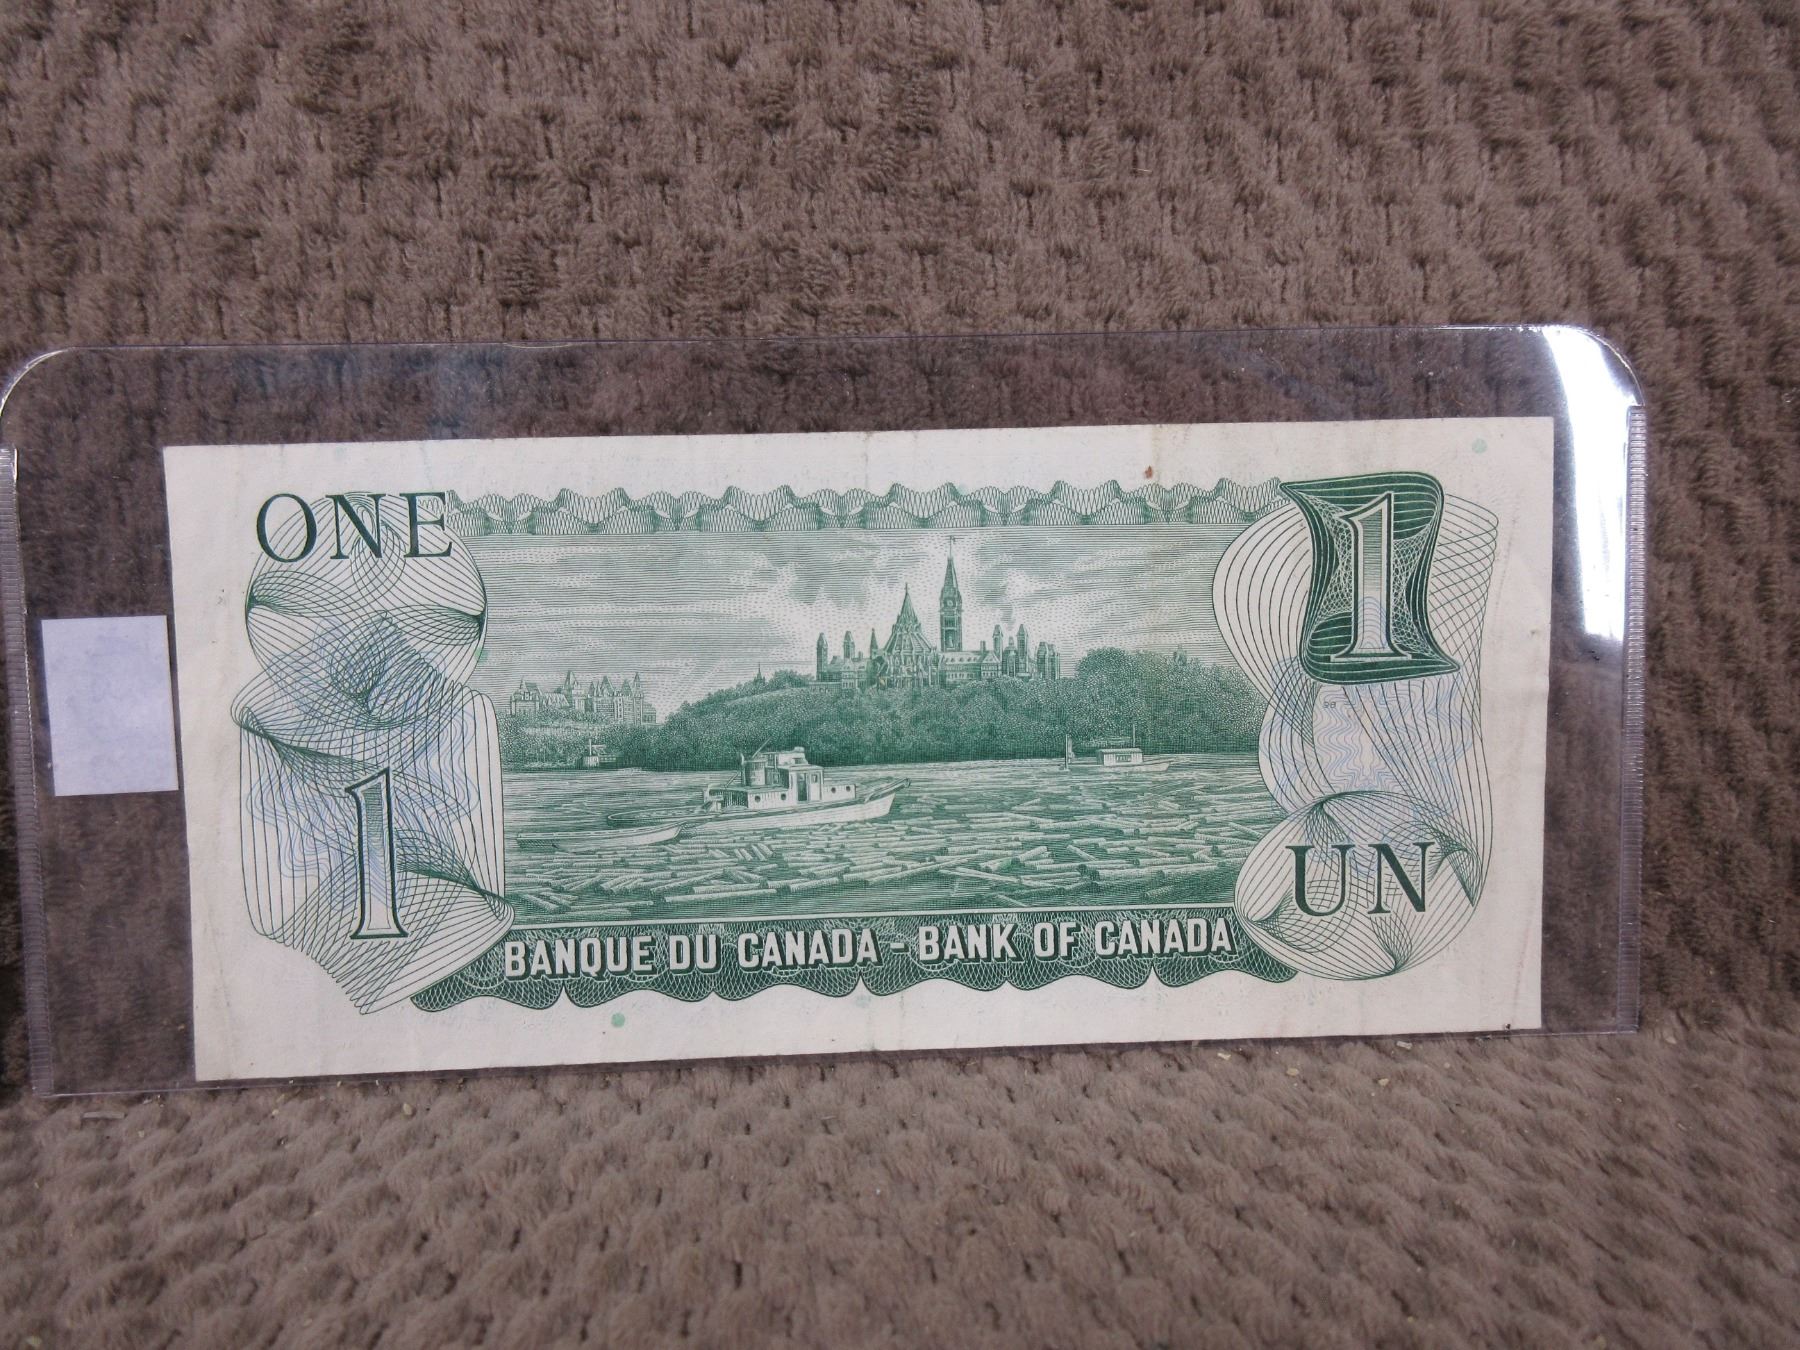 ONE
1
1
BANQUE DU CANADA - BANK OF CANADA
UN